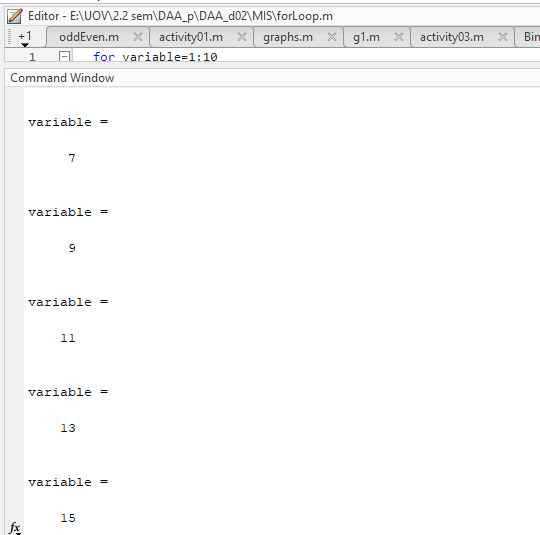 Editor - E:\UOV\2.2 sem\DAA_p\DAA_d02\MIS\forLoop.m
+1 oddEven.m activity01.m graphs.m g1.m activity03.m Bin
1 for variable=1:10
Command Window
variable =
7
variable =
9
variable =
11
variable =
13
variable =
15
fx